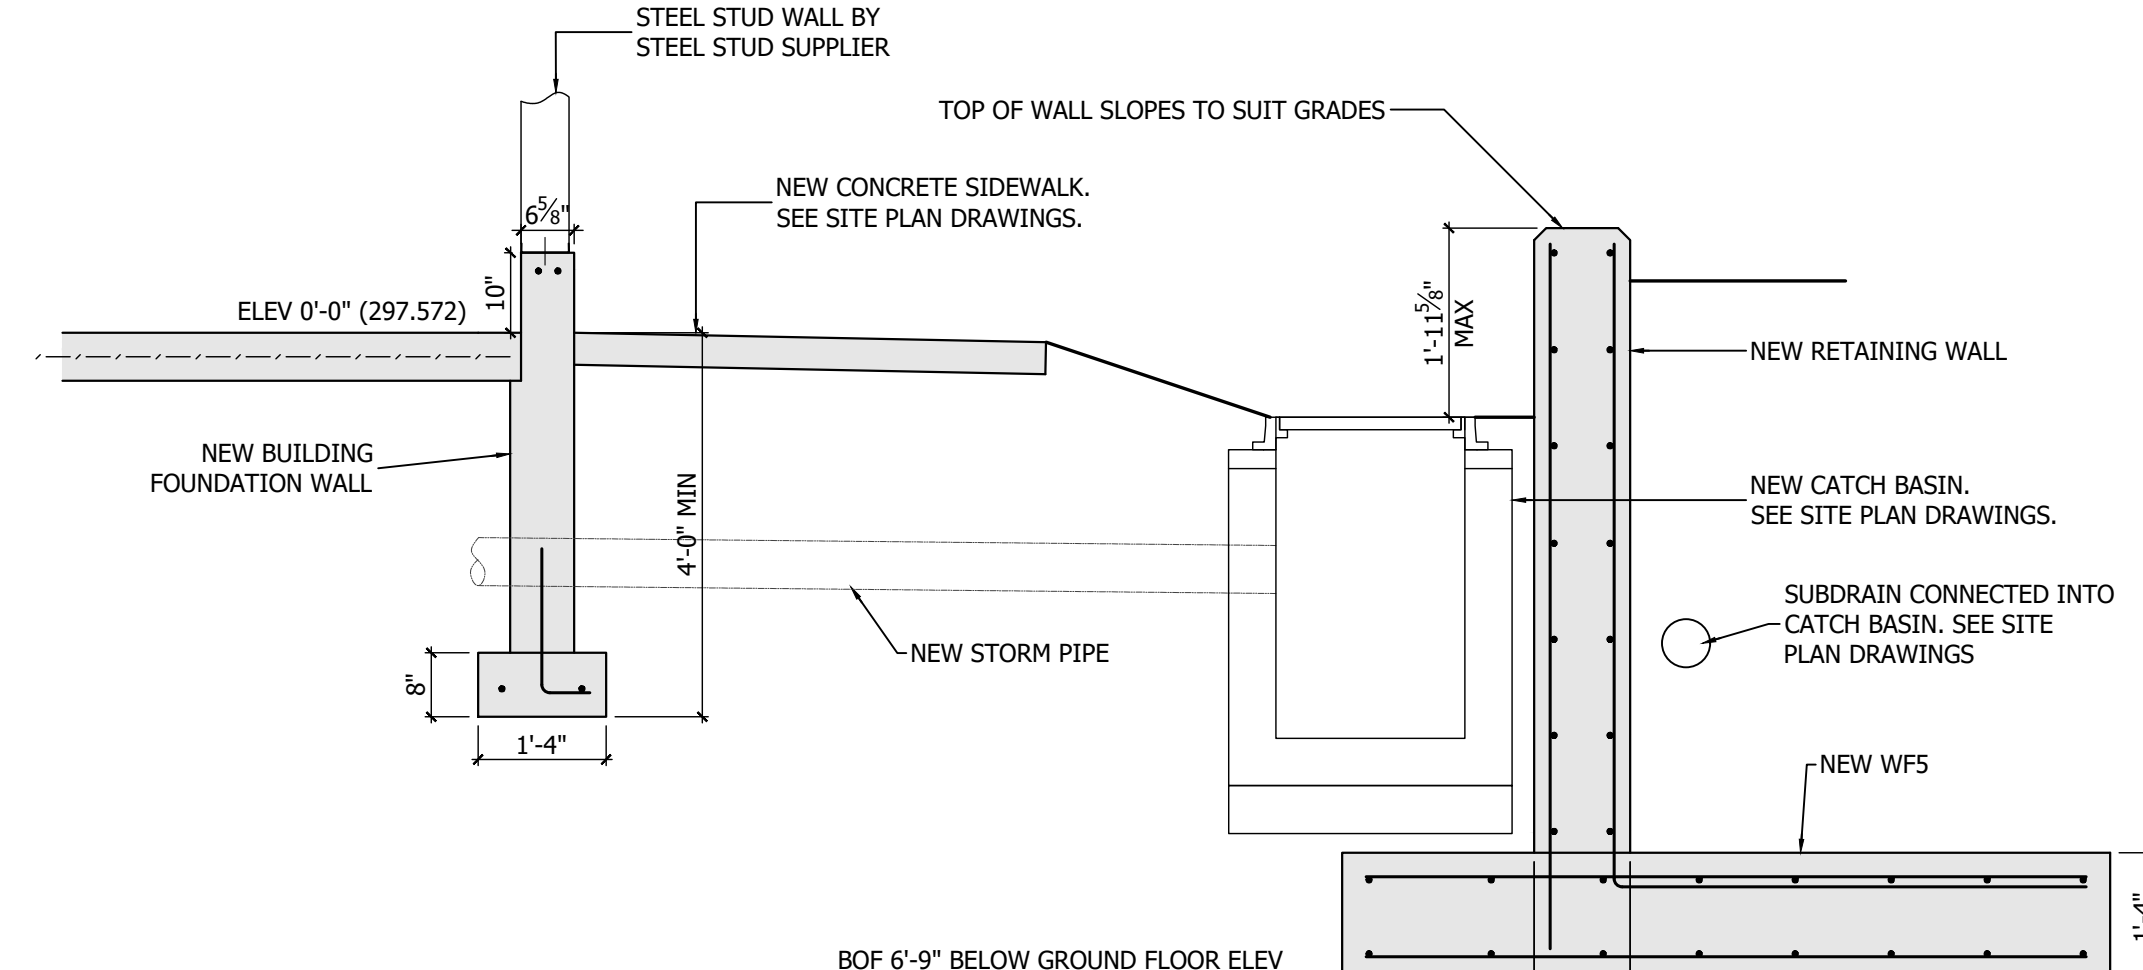 STEEL STUD WALL BY
STEEL STUD SUPPLIER
TOP OF WALL SLOPES TO SUIT GRADES
NEW CONCRETE SIDEWALK.
SEE SITE PLAN DRAWINGS.
6⅝"
10"
ELEV 0'-0" (297.572)
1'-11⅝"
MAX
NEW RETAINING WALL
NEW BUILDING
FOUNDATION WALL
4'-0" MIN
NEW CATCH BASIN.
SEE SITE PLAN DRAWINGS.
SUBDRAIN CONNECTED INTO
CATCH BASIN. SEE SITE
PLAN DRAWINGS
NEW STORM PIPE
8"
1'-4"
NEW WF5
1'-4"
BOF 6'-9" BELOW GROUND FLOOR ELEV